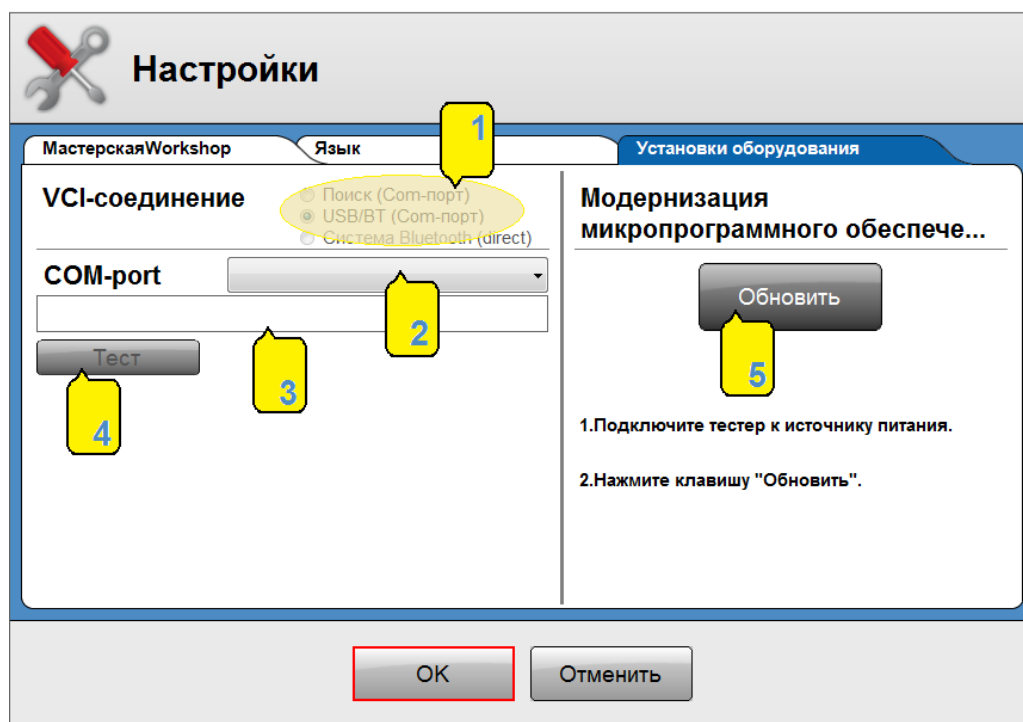 Настройки
МастерскаяWorkshop
Язык
Установки оборудования
1
VCI-соединение
Поиск (Com-порт)
USB/BT (Com-порт)
Система Bluetooth (direct)
COM-port
2
3
Тест
4
Модернизация
микропрограммного обеспече...
Обновить
5
1.Подключите тестер к источнику питания.
2.Нажмите клавишу "Обновить".
OK
Отменить